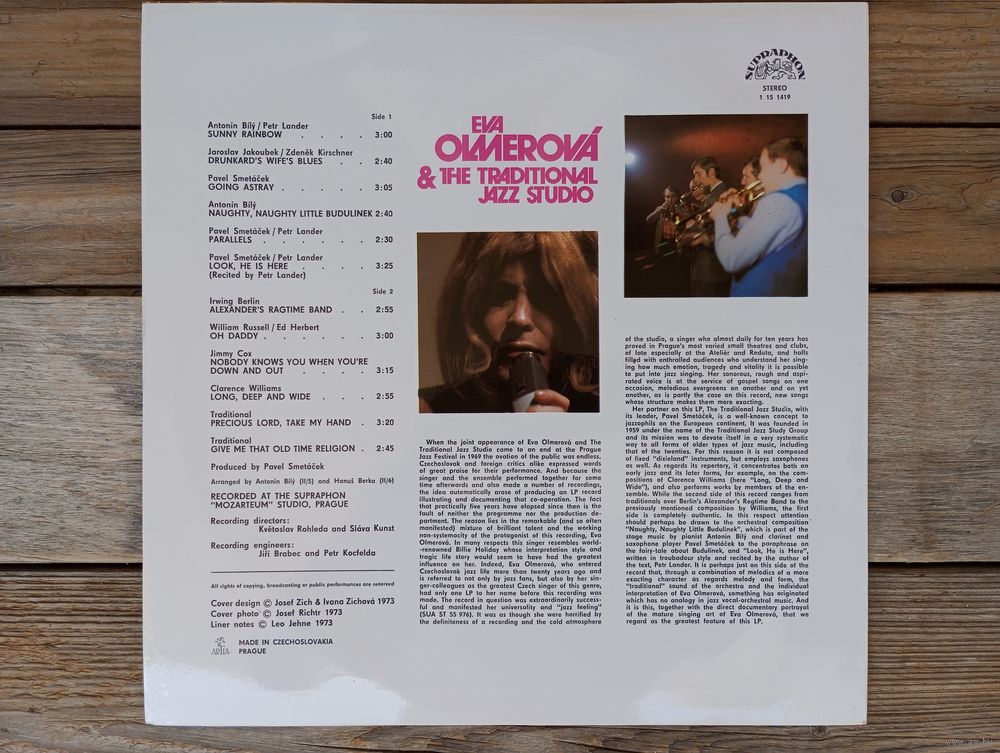 SUPRAPHON
STEREO
1 15 1419
Side 1
Antonín Bílý / Petr Lander
SUNNY RAINBOW . . . . 3:00
Jaroslav Jakoubek / Zdeněk Kirschner
DRUNKARD'S WIFE'S BLUES . . 2:40
Pavel Smetáček
GOING ASTRAY . . . . . 3:05
Antonín Bílý
NAUGHTY, NAUGHTY LITTLE BUDULINEK 2:40
Pavel Smetáček / Petr Lander
PARALLELS . . . . . . 2:30
Pavel Smetáček / Petr Lander
LOOK, HE IS HERE . . . . 3:25
(Recited by Petr Lander)
Side 2
Irwing Berlin
ALEXANDER'S RAGTIME BAND . . 2:55
William Russell / Ed Herbert
OH DADDY . . . . . . 3:00
Jimmy Cox
NOBODY KNOWS YOU WHEN YOU'RE
DOWN AND OUT . . . . 3:15
Clarence Williams
LONG, DEEP AND WIDE . . . 2:55
Traditional
PRECIOUS LORD, TAKE MY HAND . 3:20
Traditional
GIVE ME THAT OLD TIME RELIGION . 2:45
Produced by Pavel Smetáček
Arranged by Antonín Bílý (II/5) and Hanuš Berka (II/6)
RECORDED AT THE SUPRAPHON
"MOZARTEUM" STUDIO, PRAGUE
Recording directors:
Květoslav Rohleda and Sláva Kunst
Recording engineers:
Jiří Brabec and Petr Kocfelda
All rights of copying, broadcasting or public performances are reserved
Cover design © Josef Zich & Ivana Zichová 1973
Cover photo © Josef Richtr 1973
Liner notes © Leo Jehne 1973
ARTIA
MADE IN CZECHOSLOVAKIA
PRAGUE
EVA
OLMEROVÁ
& THE TRADITIONAL
JAZZ STUDIO
When the joint appearance of Eva Olmerová and The
Traditional Jazz Studio came to an end at the Prague
Jazz Festival in 1969 the ovation of the public was endless.
Czechoslovak and foreign critics alike expressed words
of great praise for their performance. And because the
singer and the ensemble performed together for some
time afterwards and also made a number of recordings,
the idea automatically arose of producing an LP record
illustrating and documenting that co-operation. The fact
that practically five years have elapsed since then is the
fault of neither the programme nor the production de-
partment. The reason lies in the remarkable (and so often
manifested) mixture of brilliant talent and the working
non-systemacity of the protagonist of this recording, Eva
Olmerová. In many respects this singer resembles world-
-renowned Billie Holiday whose interpretation style and
tragic life story would seem to have had the greatest
influence on her. Indeed, Eva Olmerová, who entered
Czechoslovak jazz life more than twenty years ago and
is referred to not only by jazz fans, but also by her sin-
ger-colleagues as the greatest Czech singer of this genre,
had only one LP to her name before this recording was
made. The record in question was extraordinarily success-
ful and manifested her universality and "jazz feeling"
(SUA ST 55 976). It was as though she were horrified by
the definiteness of a recording and the cold atmosphere
of the studio, a singer who almost daily for ten years has
proved in Prague's most varied small theatres and clubs,
of late especially at the Ateliér and Reduta, and halls
filled with enthralled audiences who understand her sing-
ing how much emotion, tragedy and vitality it is possible
to put into jazz singing. Her sonorous, rough and aspi-
rated voice is at the service of gospel songs on one
occasion, melodious evergreens on another and on yet
another, as is partly the case on this record, new songs
whose structure makes them more exacting.
Her partner on this LP, The Traditional Jazz Studio, with
its leader, Pavel Smetáček, is a well-known concept to
jazzophils on the European continent. It was founded in
1959 under the name of the Traditional Jazz Study Group
and its mission was to devote itself in a very systematic
way to all forms of older types of jazz music, including
that of the twenties. For this reason it is not composed
of fixed "dixieland" instruments, but employs saxophones
as well. As regards its repertory, it concentrates both on
early jazz and its later forms, for example, on the com-
positions of Clarence Williams (here "Long, Deep and
Wide"), and also performs works by members of the en-
semble. While the second side of this record ranges from
traditionals over Berlin's Alexander's Regtime Band to the
previously mentioned composition by Williams, the first
side is completely authentic. In this respect attention
should perhaps be drawn to the orchestral composition
"Naughty, Naughty Little Budulinek", which is part of the
stage music by pianist Antonín Bílý and clarinet and
saxophone player Pavel Smetáček to the paraphrase on
the fairy-tale about Budulinek, and "Look, He is Here",
written in troubadour style and recited by the author of
the text, Petr Lander. It is perhaps just on this side of the
record that, through a combination of melodics of a more
exacting character as regards melody and form, the
"traditional" sound of the orchestra and the individual
interpretation of Eva Olmerová, something has originated
which has no analogy in jazz vocal-orchestral music. And
it is this, together with the direct documentary portrayal
of the mature singing art of Eva Olmerová, that we
regard as the greatest feature of this LP.